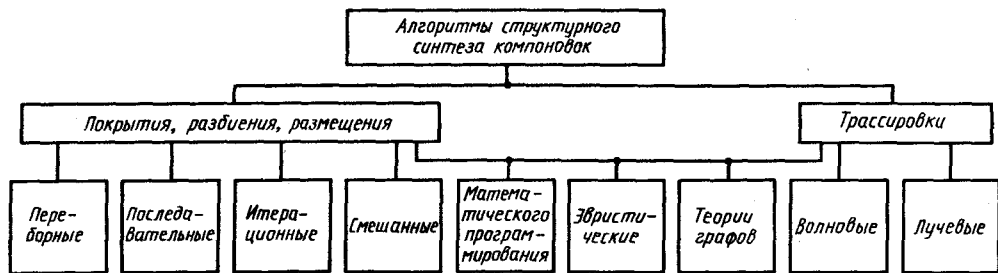 Алгоритмы структурного
синтеза компоновок
Покрытия, разбиения, размещения
Трассировки
Пере-
борные
Последо-
вательные
Итера-
ционные
Смешанные
Матема-
тического
програм-
мирования
Эвристи-
ческие
Теории
графов
Волновые
Лучевые